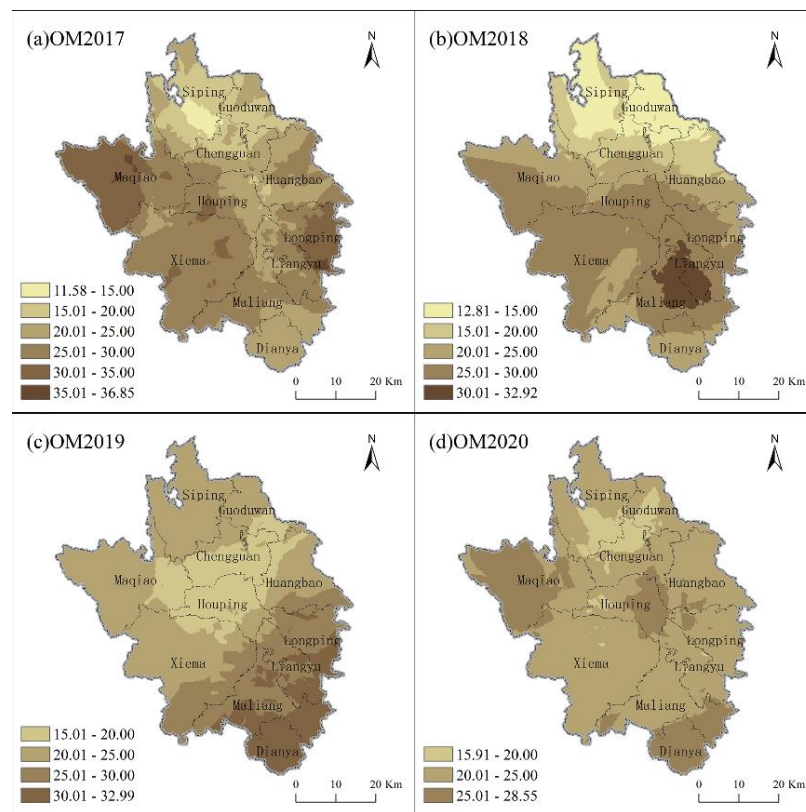 (a)OM2017
N
Siping
Guoduwan
Chengguan
Maqiao
Huangbao
Houping
Longping
Xiema
Liangyu
Maliang
Dianya
11.58 - 15.00
15.01 - 20.00
20.01 - 25.00
25.01 - 30.00
30.01 - 35.00
35.01 - 36.85
0 10 20 Km
(b)OM2018
N
Siping
Guoduwan
Chengguan
Maqiao
Huangbao
Houping
Longping
Xiema
Liangyu
Maliang
Dianya
12.81 - 15.00
15.01 - 20.00
20.01 - 25.00
25.01 - 30.00
30.01 - 32.92
0 10 20 Km
(c)OM2019
N
Siping
Guoduwan
Chengguan
Maqiao
Huangbao
Houping
Longping
Xiema
Liangyu
Maliang
Dianya
15.01 - 20.00
20.01 - 25.00
25.01 - 30.00
30.01 - 32.99
0 10 20 Km
(d)OM2020
N
Siping
Guoduwan
Chengguan
Maqiao
Huangbao
Houping
Longping
Xiema
Liangyu
Maliang
Dianya
15.91 - 20.00
20.01 - 25.00
25.01 - 28.55
0 10 20 Km